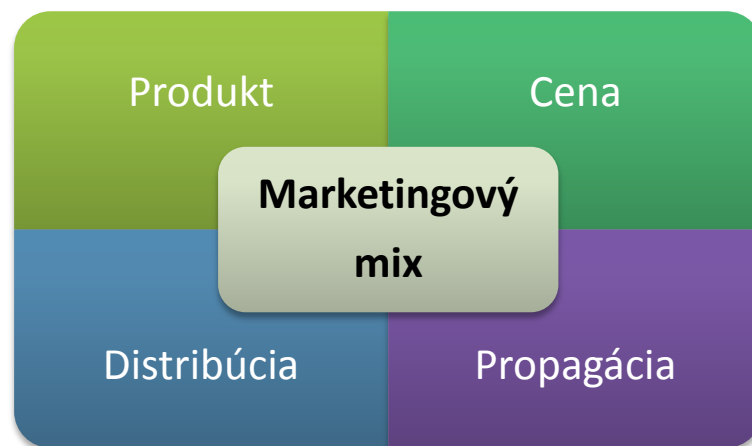 Produkt
Cena
Marketingový
mix
Distribúcia
Propagácia